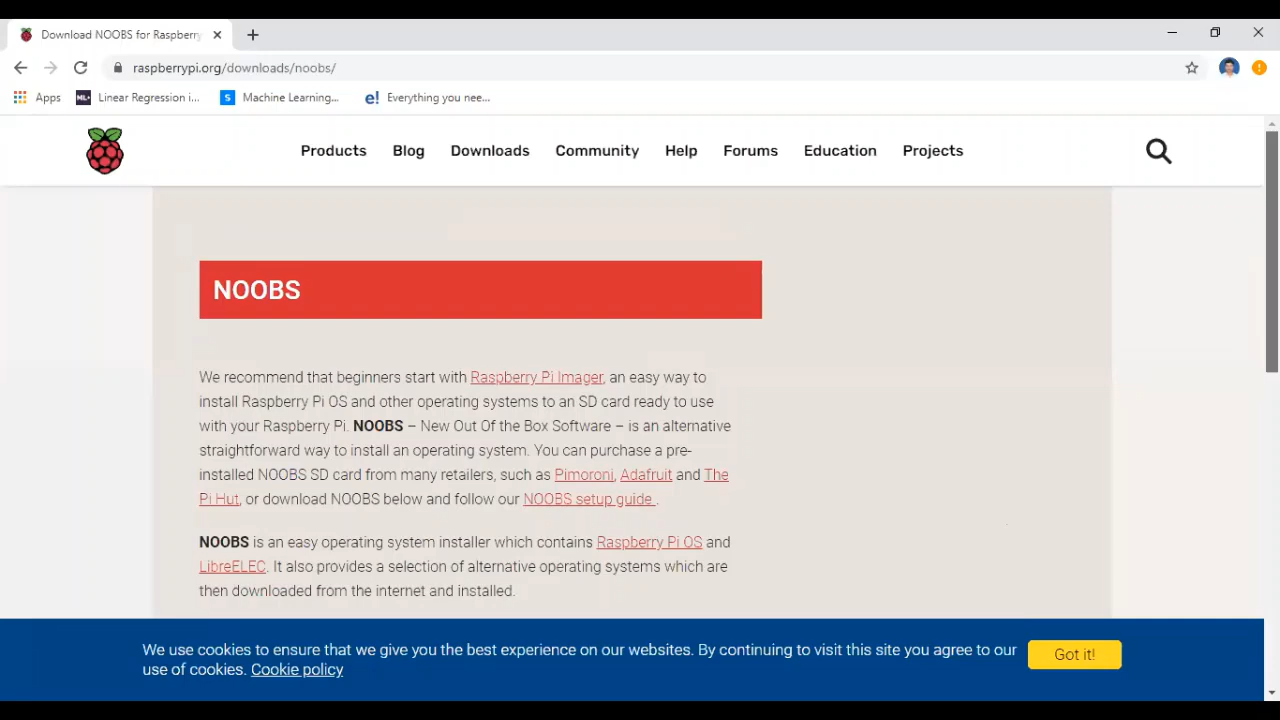 Download NOOBS for Raspberry
raspberrypi.org/downloads/noobs/
Apps ML+ Linear Regression i... S Machine Learning... e! Everything you nee...
Products Blog Downloads Community Help Forums Education Projects
NOOBS
We recommend that beginners start with Raspberry Pi Imager, an easy way to
install Raspberry Pi OS and other operating systems to an SD card ready to use
with your Raspberry Pi. NOOBS – New Out Of the Box Software – is an alternative
straightforward way to install an operating system. You can purchase a pre-
installed NOOBS SD card from many retailers, such as Pimoroni, Adafruit and The
Pi Hut, or download NOOBS below and follow our NOOBS setup guide .
NOOBS is an easy operating system installer which contains Raspberry Pi OS and
LibreELEC. It also provides a selection of alternative operating systems which are
then downloaded from the internet and installed.
We use cookies to ensure that we give you the best experience on our websites. By continuing to visit this site you agree to our
use of cookies. Cookie policy
Got it!